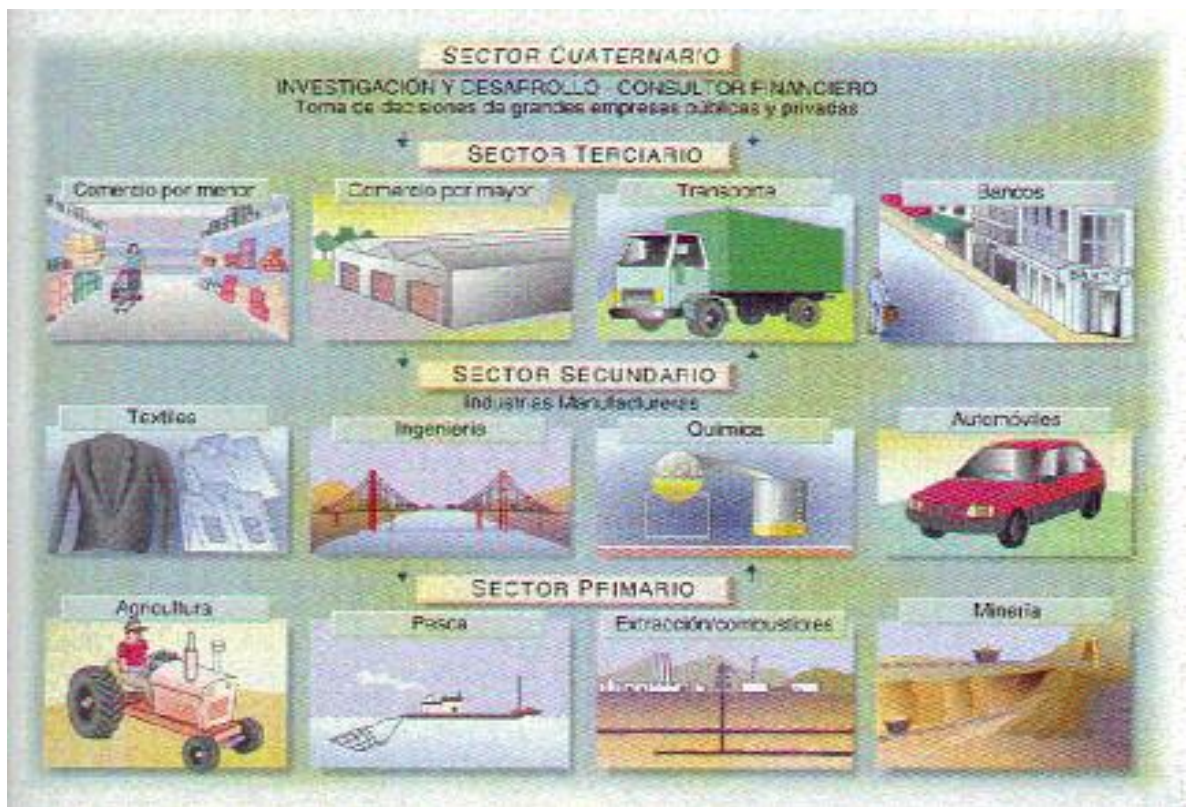 SECTOR CUATERNARIO
INVESTIGACIÓN Y DESARROLLO - CONSULTOR FINANCIERO
Toma de decisiones de grandes empresas públicas y privadas
SECTOR TERCIARIO
Comercio por menor
Comercio por mayor
Transporte
Bancos
BANCO
SECTOR SECUNDARIO
Industrias Manufactureras
Textiles
Ingeniería
Química
Automóviles
SECTOR PRIMARIO
Agricultura
Pesca
Extracción/combustibles
Minería